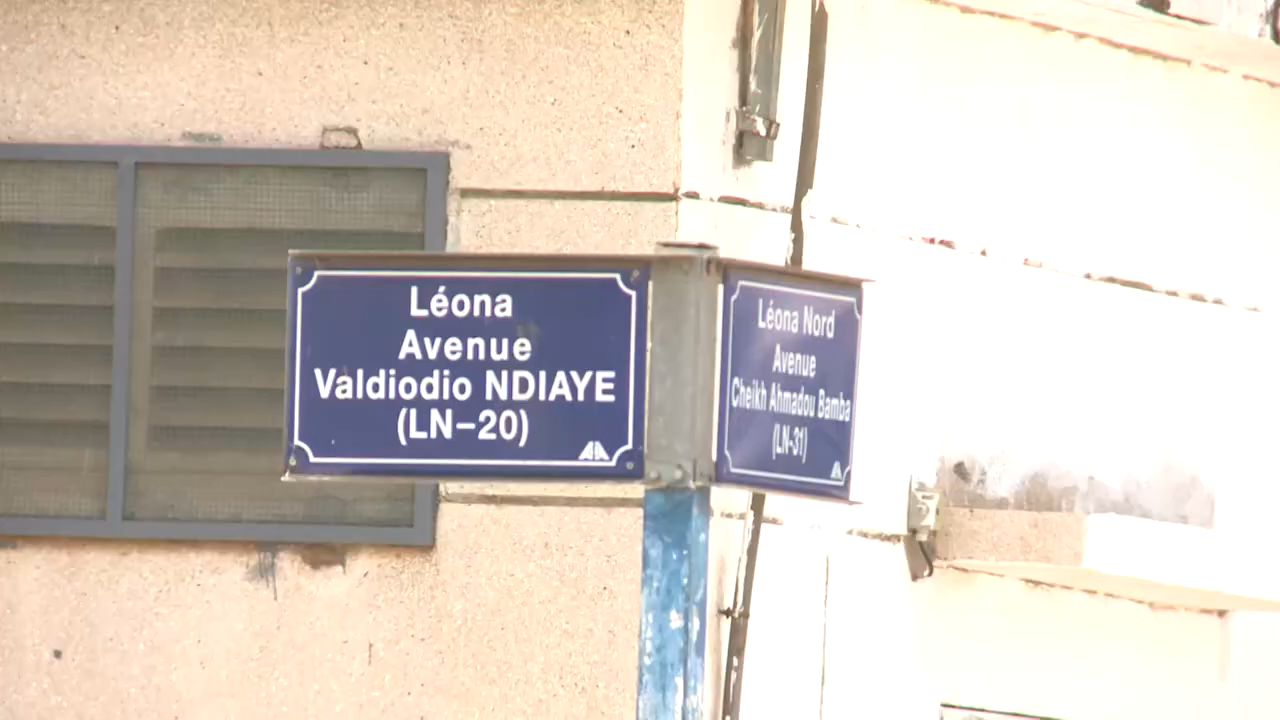 Léona
Avenue
Valdiodio NDIAYE
(LN-20)
Léona Nord
Avenue
Cheikh Ahmadou Bamba
(LN-31)